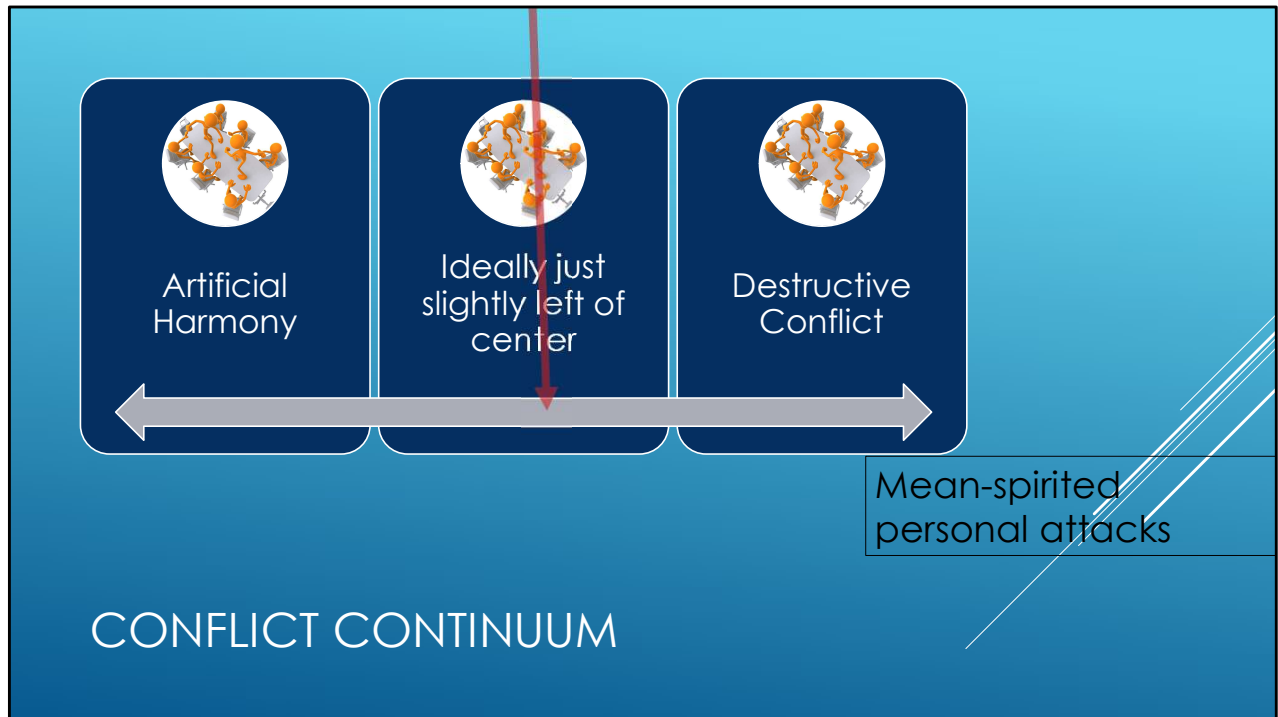 Artificial
Harmony
Ideally just
slightly left of
center
Destructive
Conflict
Mean-spirited
personal attacks
CONFLICT CONTINUUM